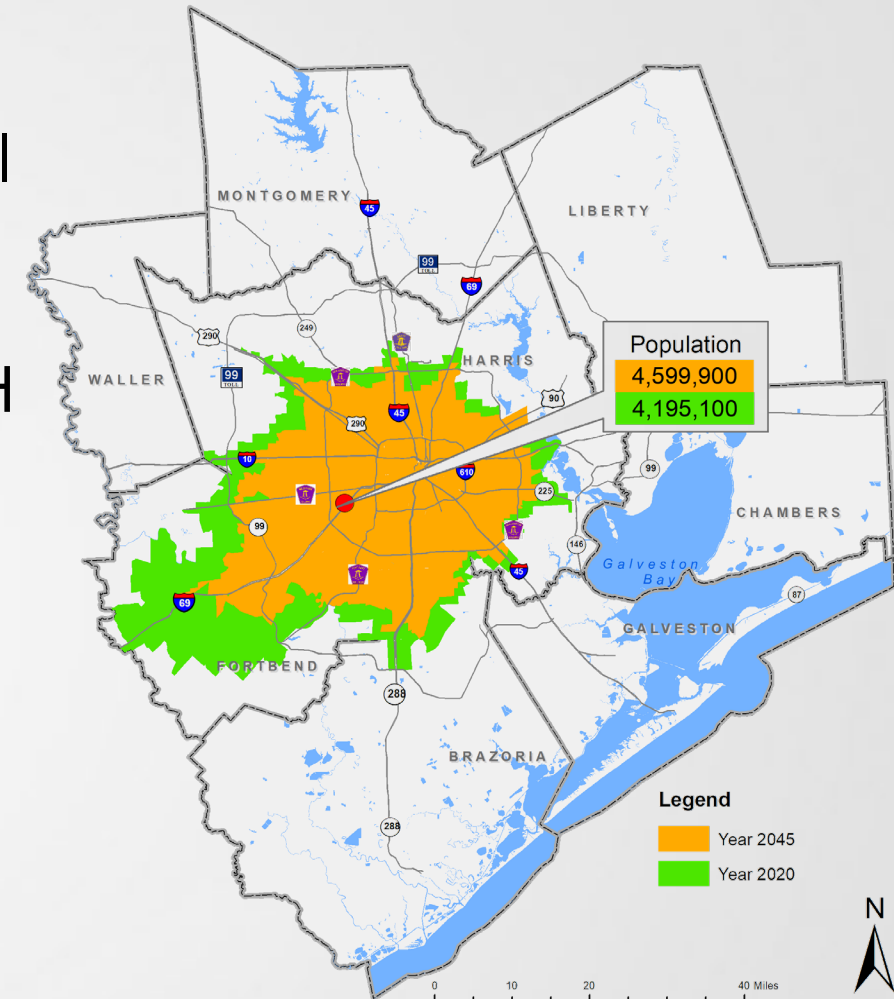 MONTGOMERY
45
LIBERTY
99
TOLL
69
290
249
HARRIS
Population
4,599,900
4,195,100
WALLER
99
TOLL
45
90
290
10
610
99
225
CHAMBERS
99
146
Galveston
Bay
45
87
69
GALVESTON
FORTBEND
288
BRAZORIA
Legend
288
Year 2045
Year 2020
N
0 10 20 40 Miles